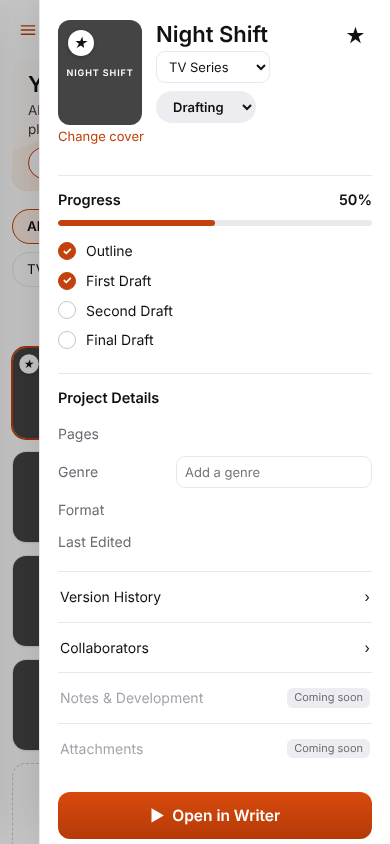 Night Shift
NIGHT SHIFT
TV Series
Drafting
Change cover
Progress
50%
Outline
First Draft
Second Draft
Final Draft
Project Details
Pages
Genre
Add a genre
Format
Last Edited
Version History
Collaborators
Notes & Development
Coming soon
Attachments
Coming soon
Open in Writer